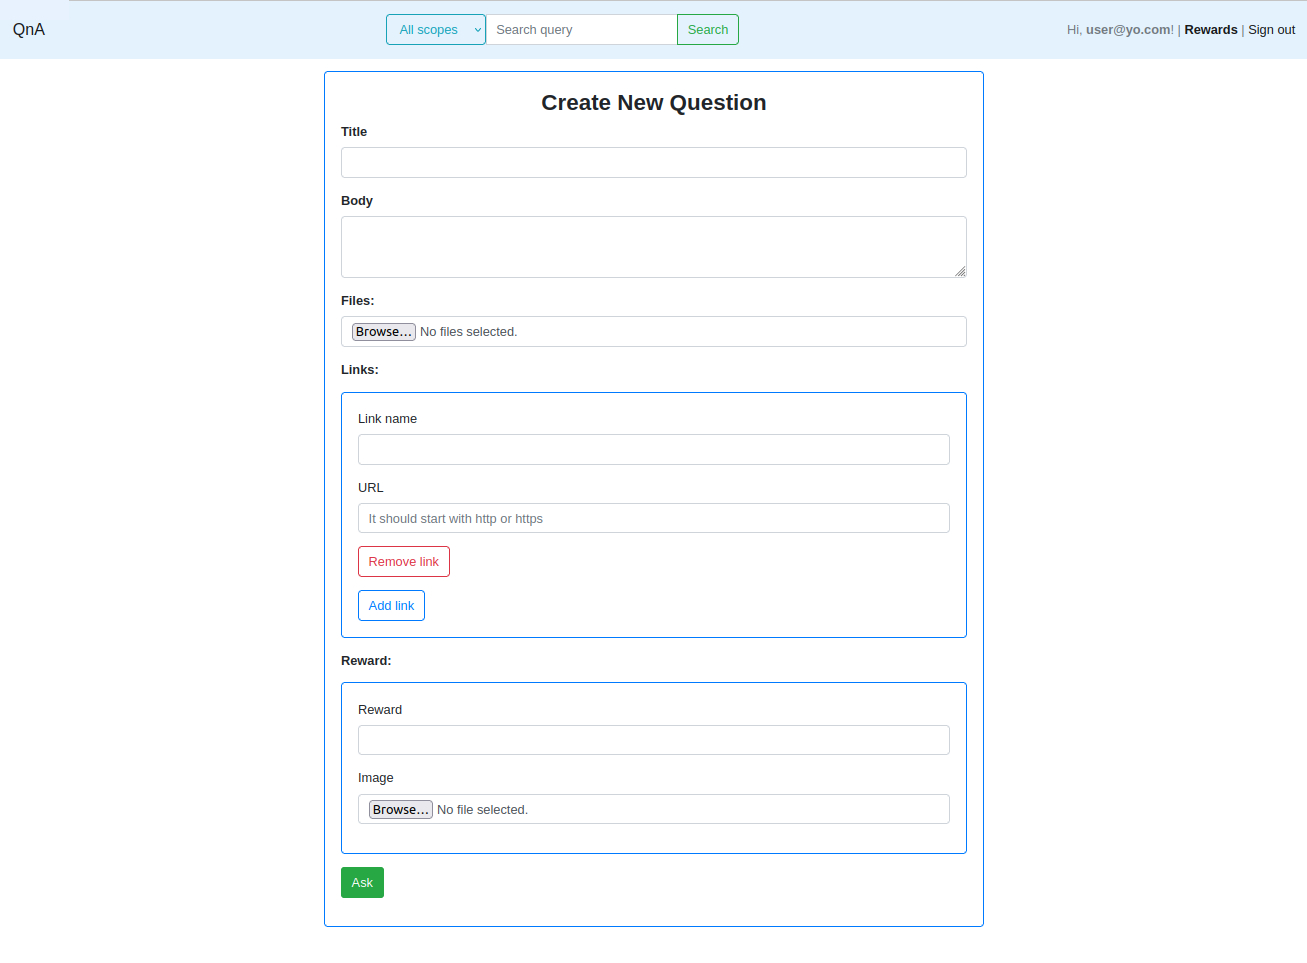 QnA All scopes Search query Search Hi, user@yo.com! | Rewards | Sign out
Create New Question
Title
Body
Files:
Browse... No files selected.
Links:
Link name
URL
It should start with http or https
Remove link
Add link
Reward:
Reward
Image
Browse... No file selected.
Ask